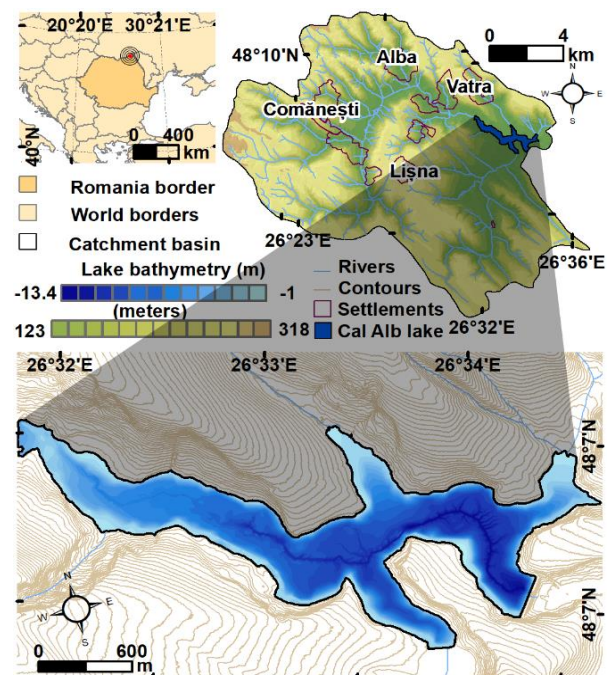 20°20'E 30°21'E
40°N
0 400
km
48°10'N
Alba
Vatra
Comănești
Lișna
0 4
km
N
E
S
W
26°23'E
26°36'E
26°32'E
Romania border
World borders
Catchment basin
Lake bathymetry (m)
-13.4 -1
(meters)
123 318
Rivers
Contours
Settlements
Cal Alb lake
26°32'E 26°33'E 26°34'E
48°7'N
48°7'N
N
E
S
W
0 600
m